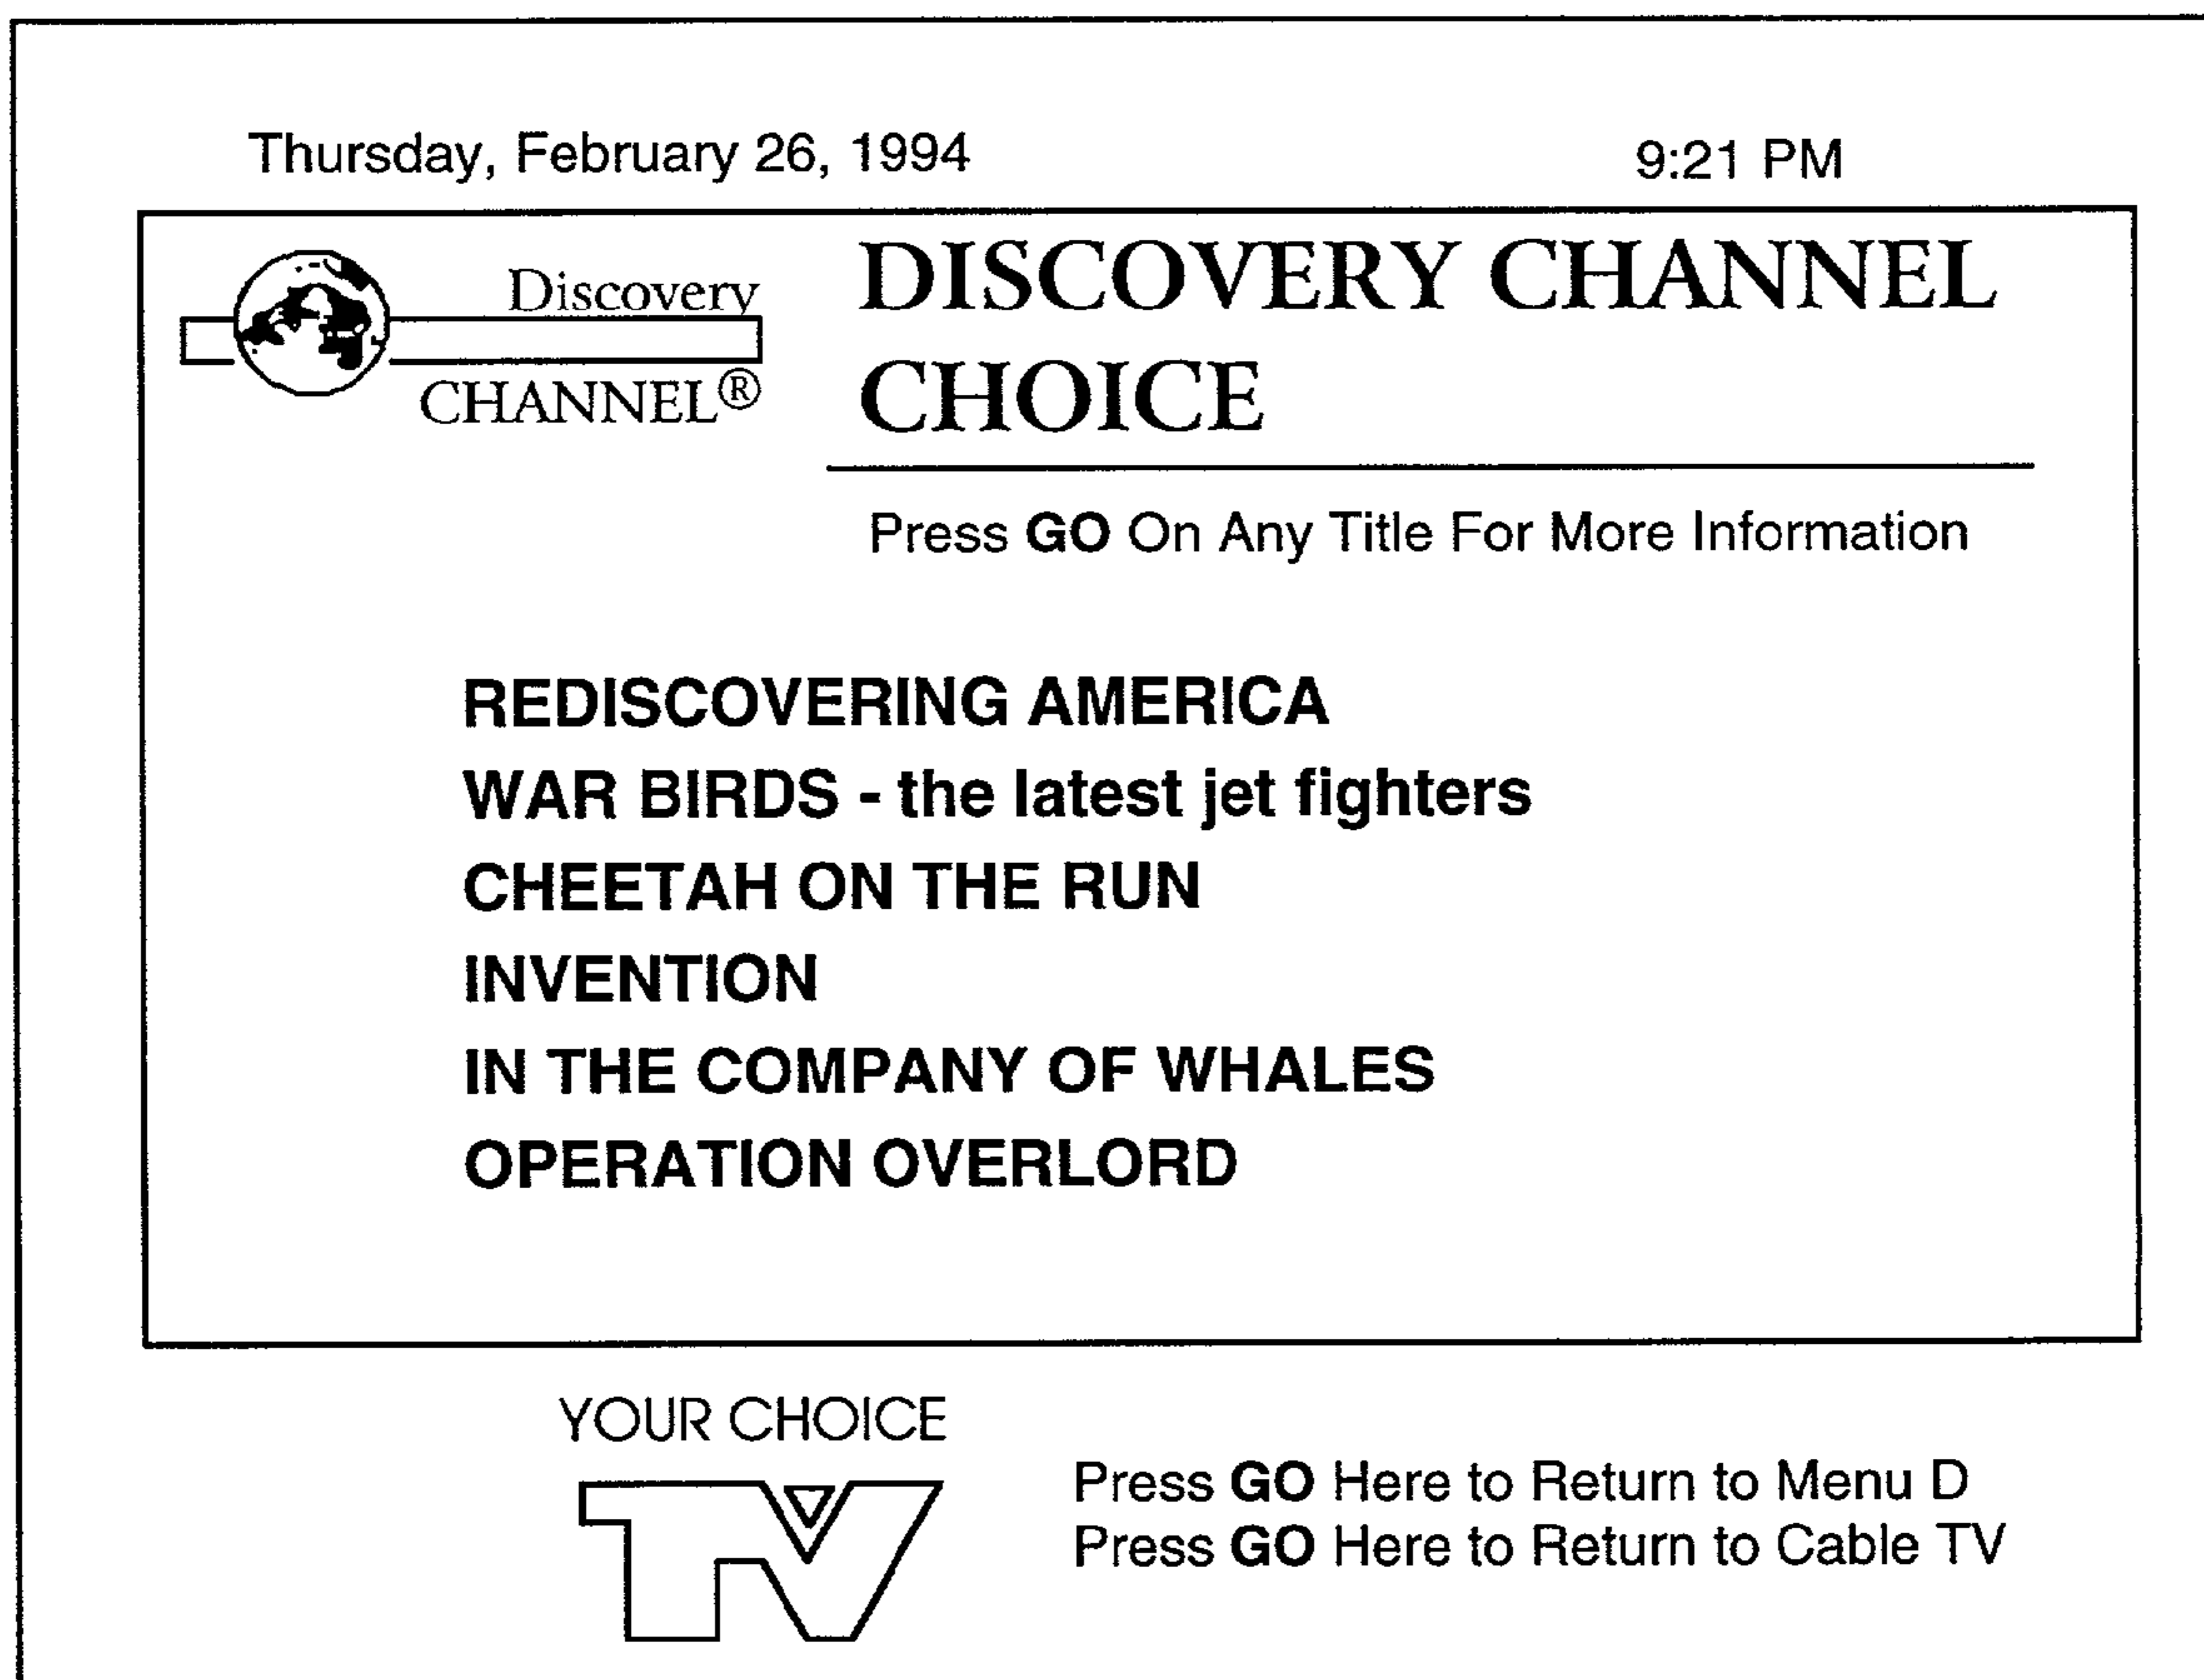 Thursday, February 26, 1994 9:21 PM
Discovery
CHANNEL®
DISCOVERY CHANNEL
CHOICE
Press GO On Any Title For More Information
REDISCOVERING AMERICA
WAR BIRDS - the latest jet fighters
CHEETAH ON THE RUN
INVENTION
IN THE COMPANY OF WHALES
OPERATION OVERLORD
YOUR CHOICE
TV
Press GO Here to Return to Menu D
Press GO Here to Return to Cable TV